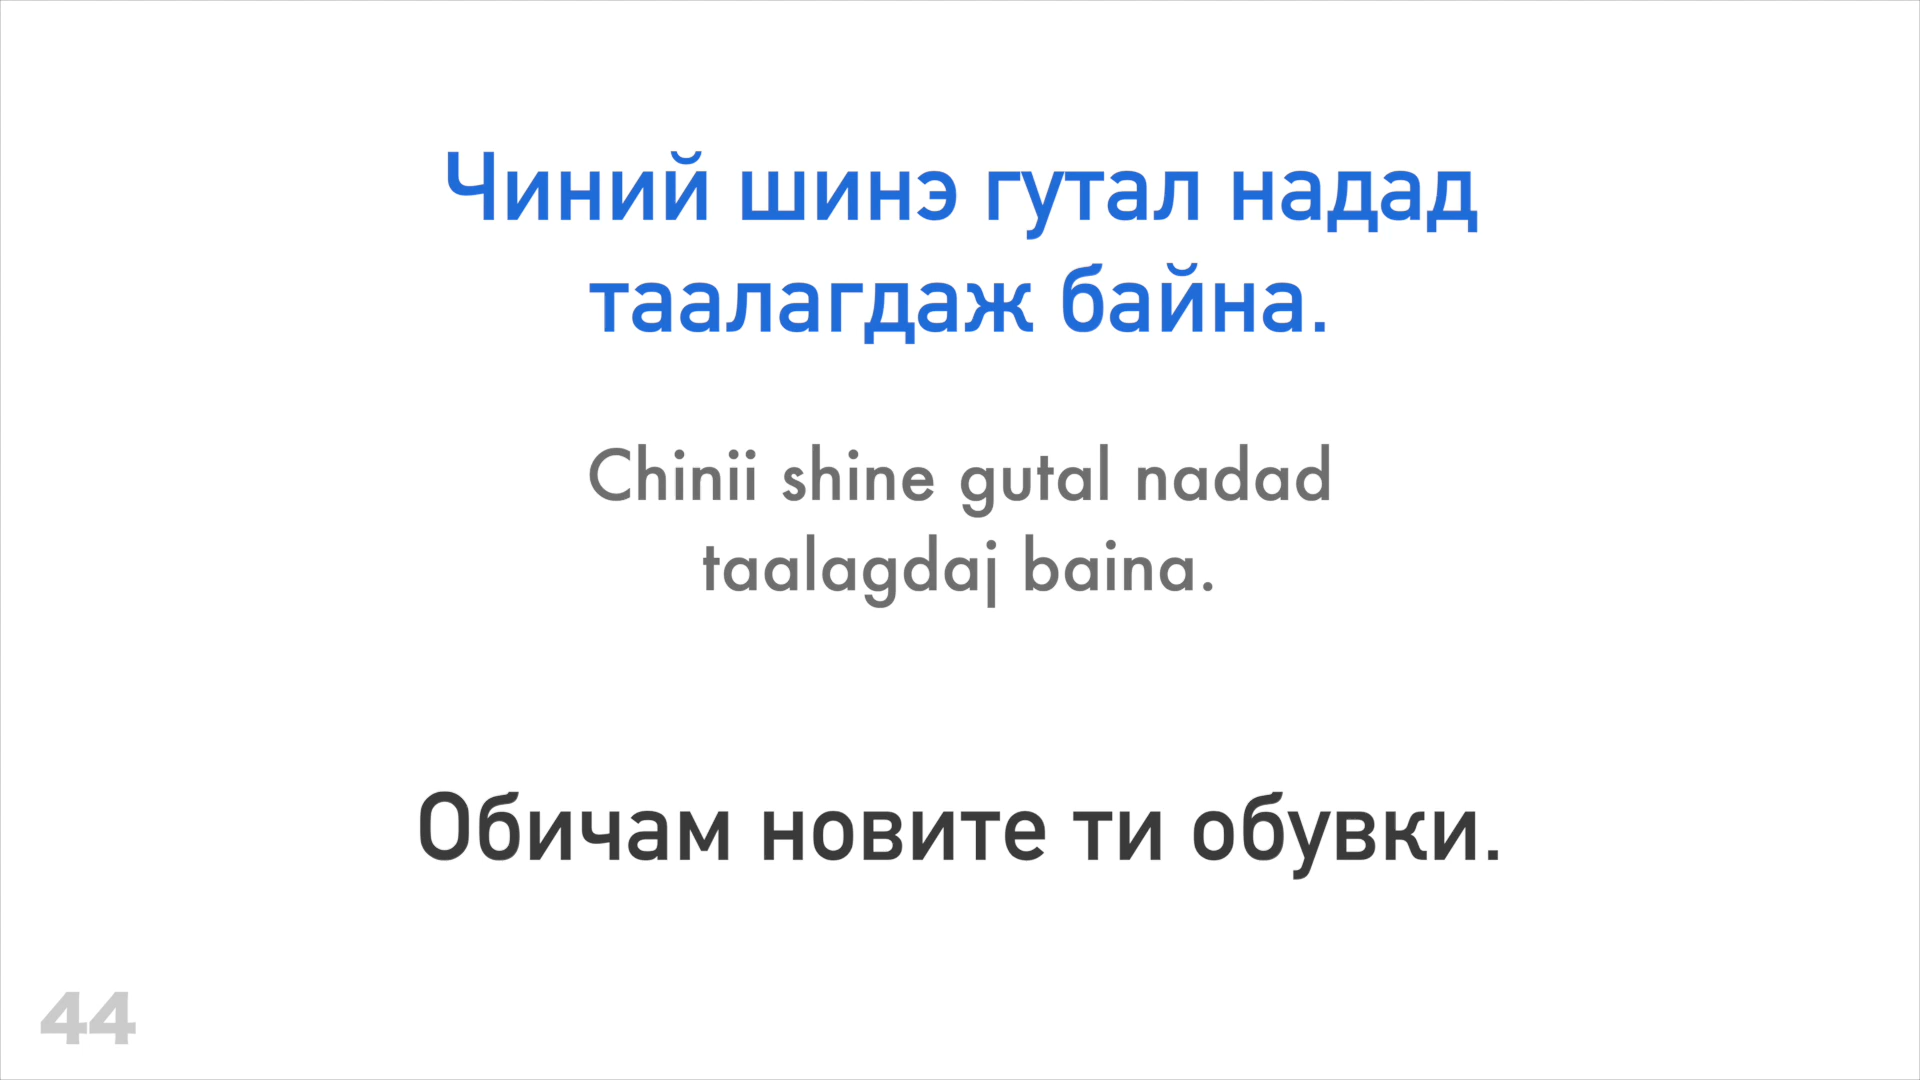 Чиний шинэ гутал надад
таалагдаж байна.
Chinii shine gutal nadad
taalagdaj baina.
Обичам новите ти обувки.
44